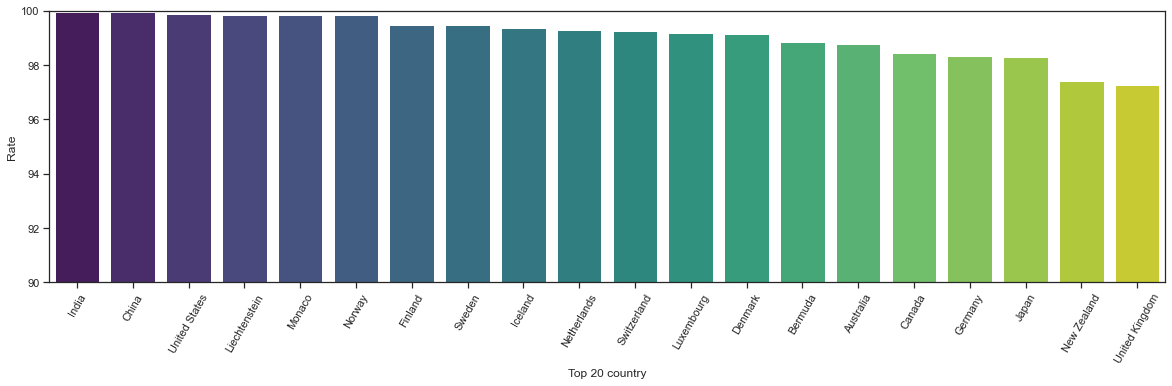 100
98
96
94
92
90
Rate
India
China
United States
Liechtenstein
Monaco
Norway
Finland
Sweden
Iceland
Netherlands
Switzerland
Luxembourg
Denmark
Bermuda
Australia
Canada
Germany
Japan
New Zealand
United Kingdom
Top 20 country